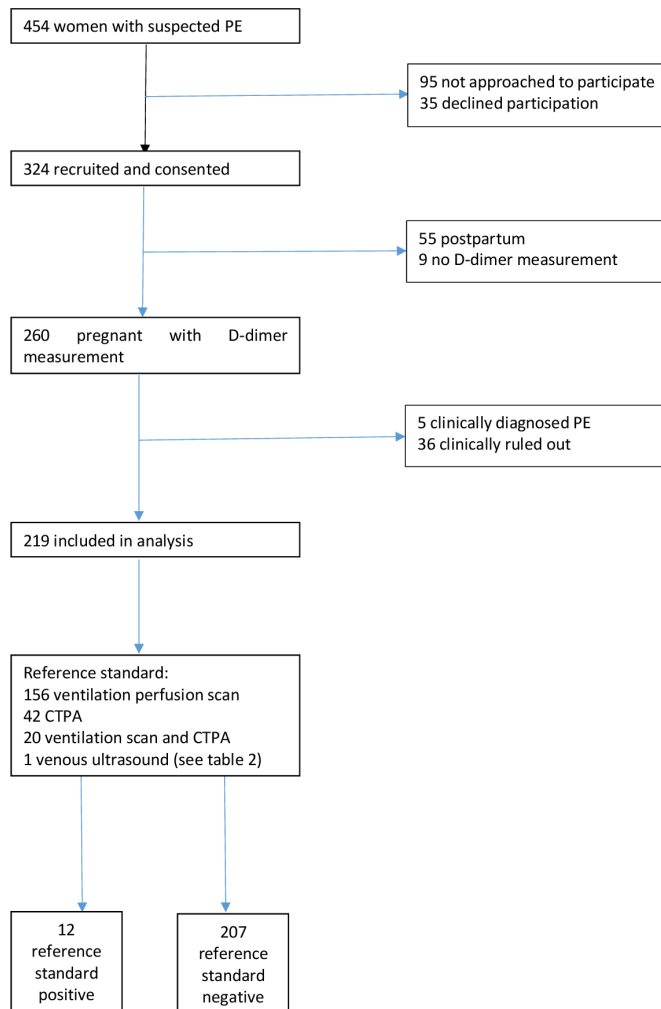 454 women with suspected PE
95 not approached to participate
35 declined participation
324 recruited and consented
55 postpartum
9 no D-dimer measurement
260 pregnant with D-dimer
measurement
5 clinically diagnosed PE
36 clinically ruled out
219 included in analysis
Reference standard:
156 ventilation perfusion scan
42 CTPA
20 ventilation scan and CTPA
1 venous ultrasound (see table 2)
12
reference
standard
positive
207
reference
standard
negative